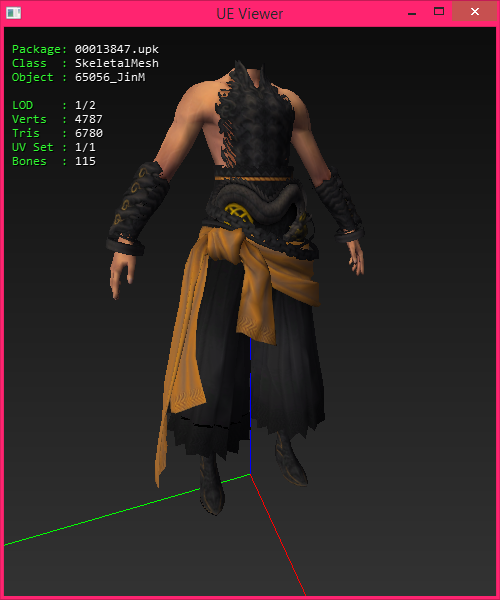 UE Viewer
Package: 00013847.upk
Class : SkeletalMesh
Object : 65056_JinM
LOD : 1/2
Verts : 4787
Tris : 6780
UV Set : 1/1
Bones : 115